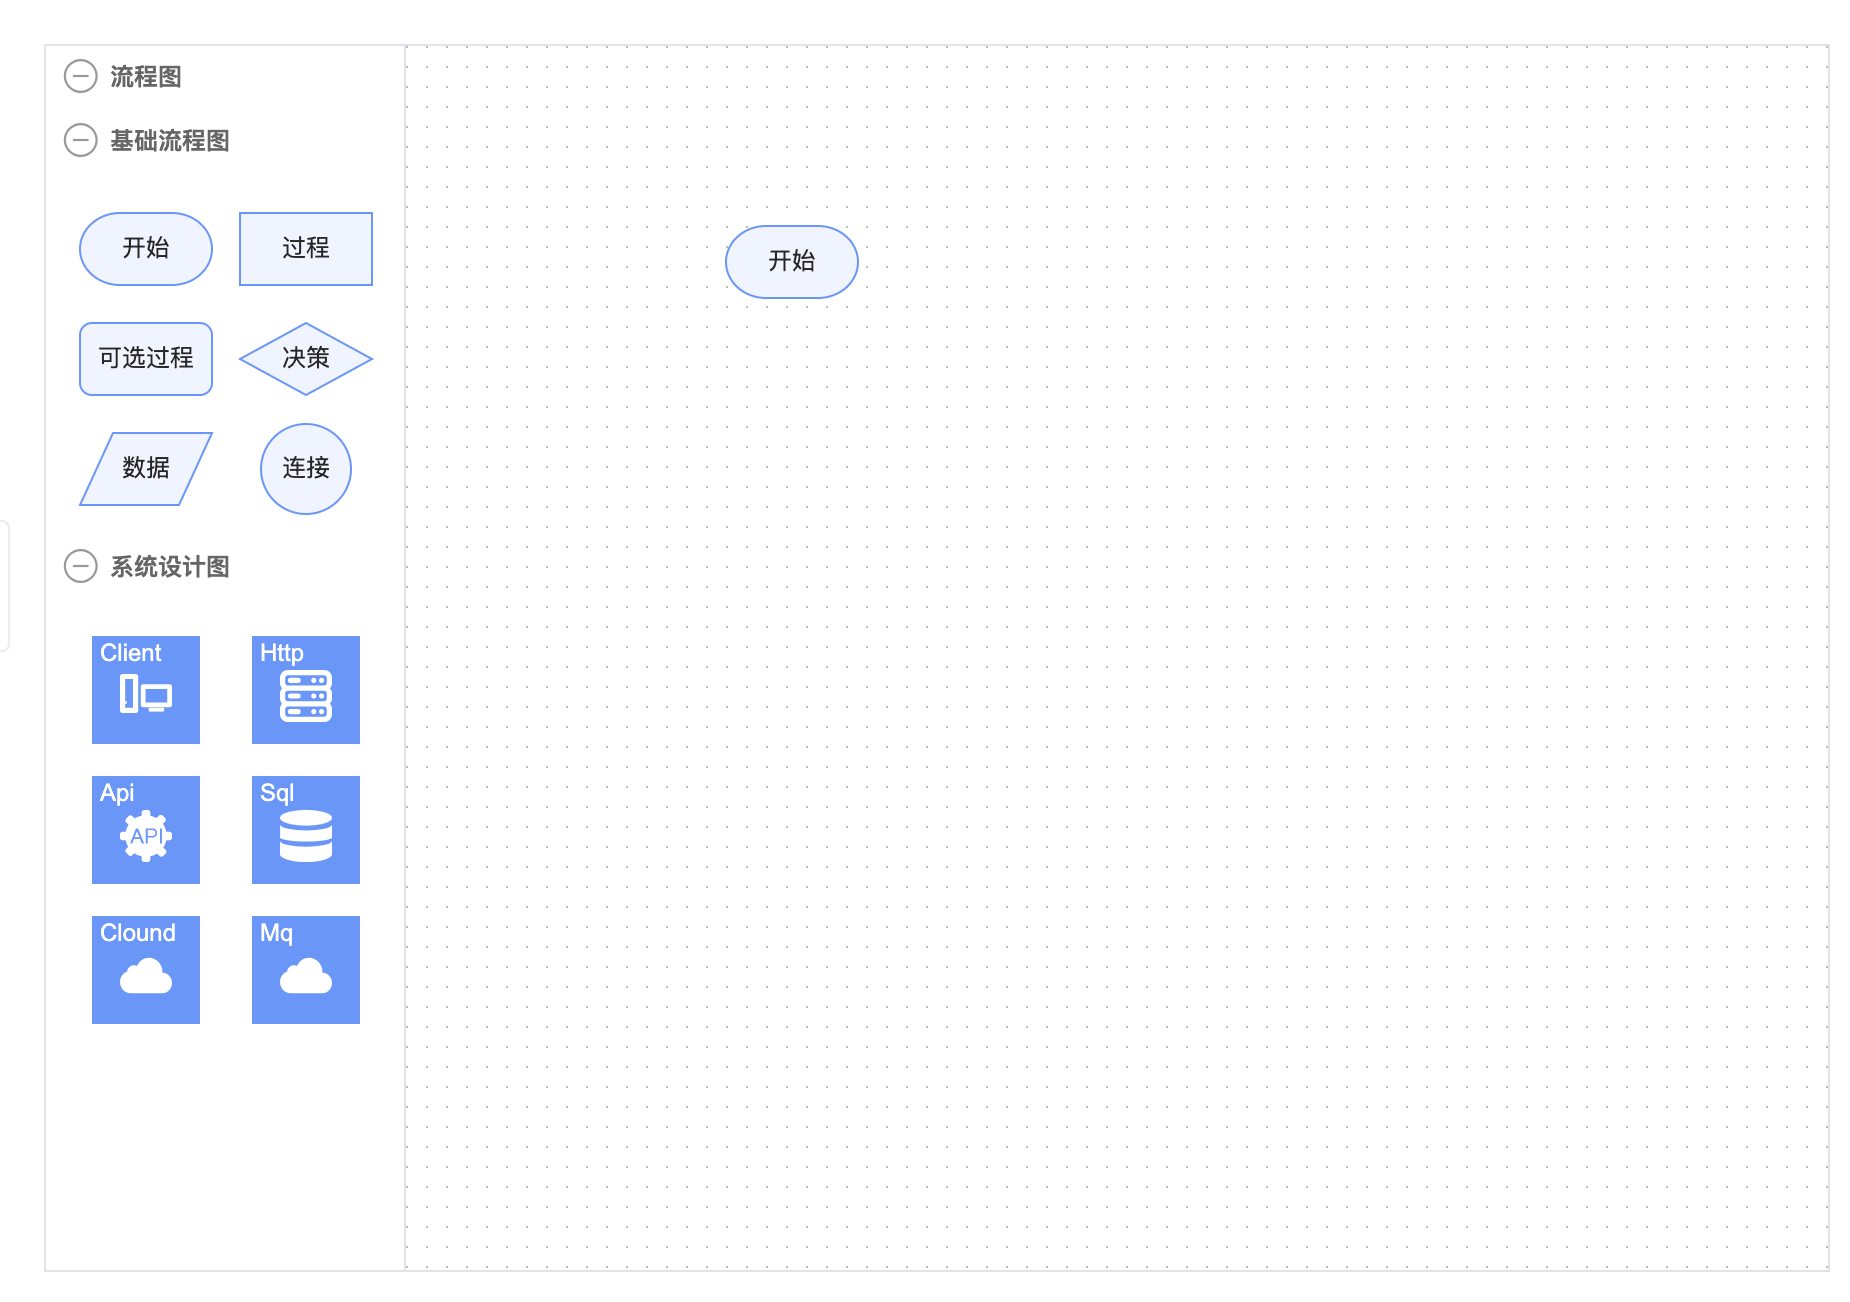 流程图
基础流程图
开始
过程
开始
可选过程
决策
数据
连接
系统设计图
Client
Http
Api
API
Sql
Clound
Mq